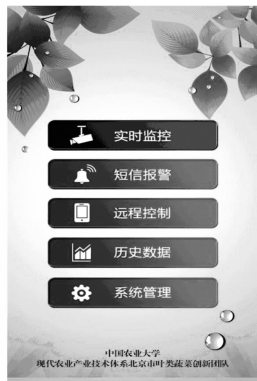 实时监控
短信报警
远程控制
历史数据
系统管理
中国农业大学
现代农业产业技术体系北京市叶类蔬菜创新团队